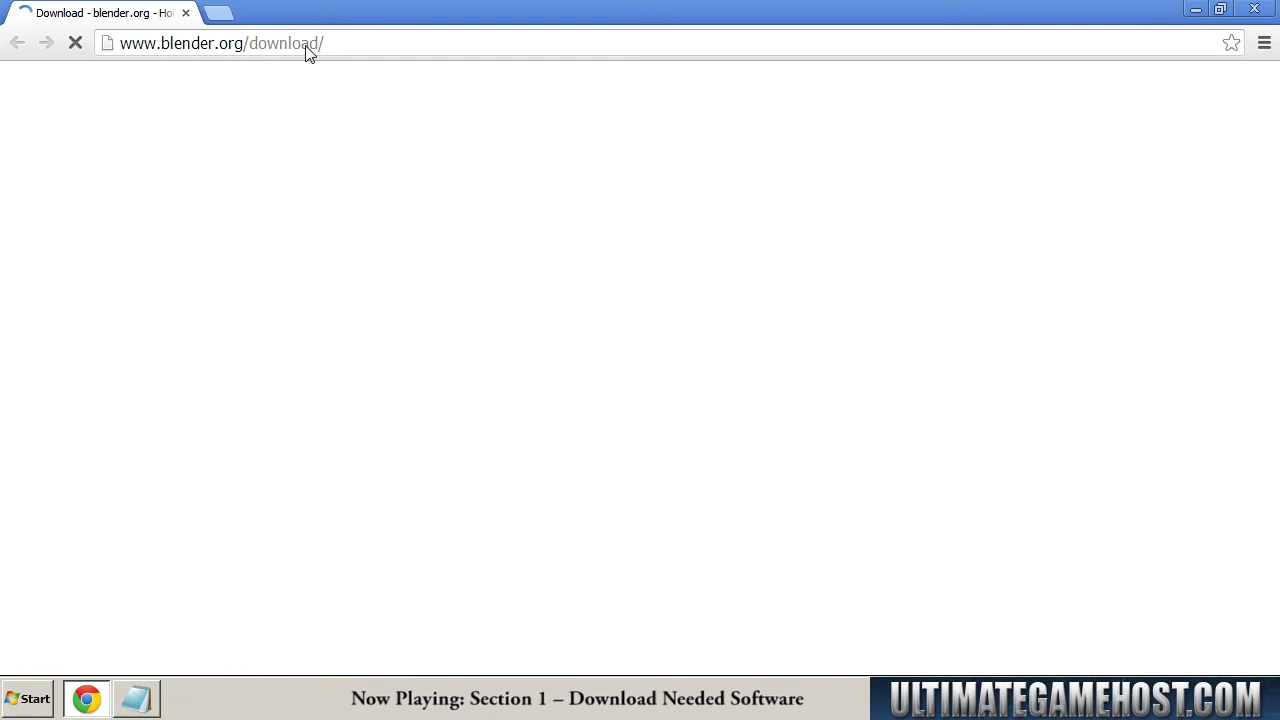 Download - blender.org - Ho
www.blender.org/download/
Start
Now Playing: Section 1 – Download Needed Software
ULTIMATEGAMEHOST.COM